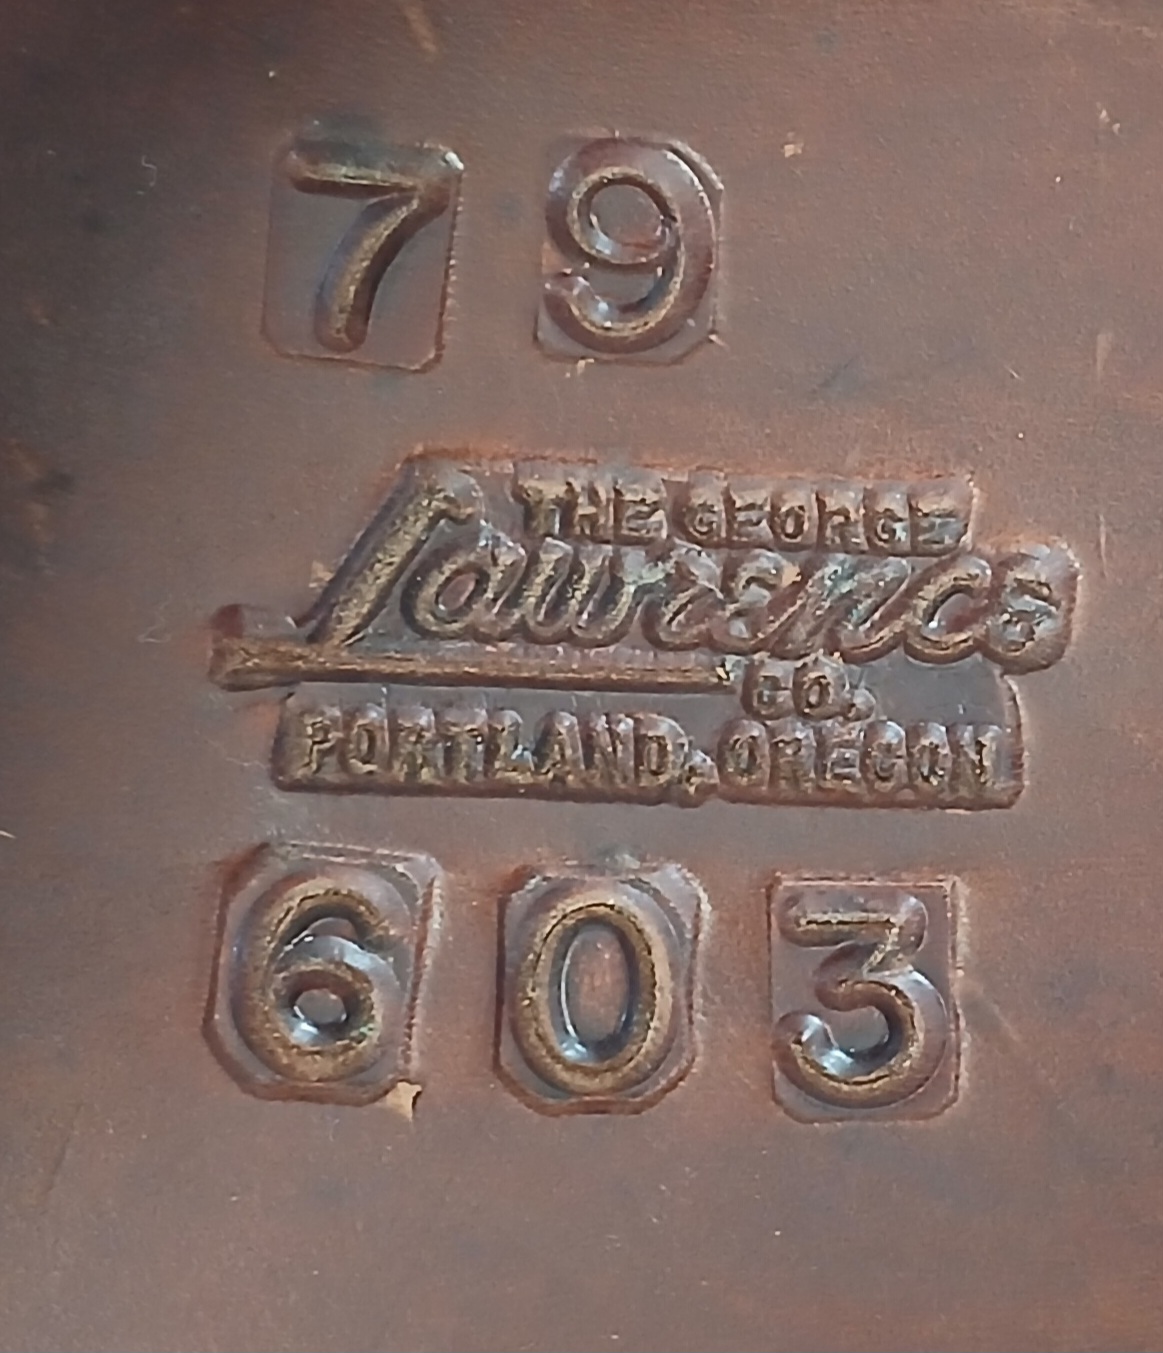 79
THE GEORGE
Lawrence
CO.
PORTLAND, OREGON
603